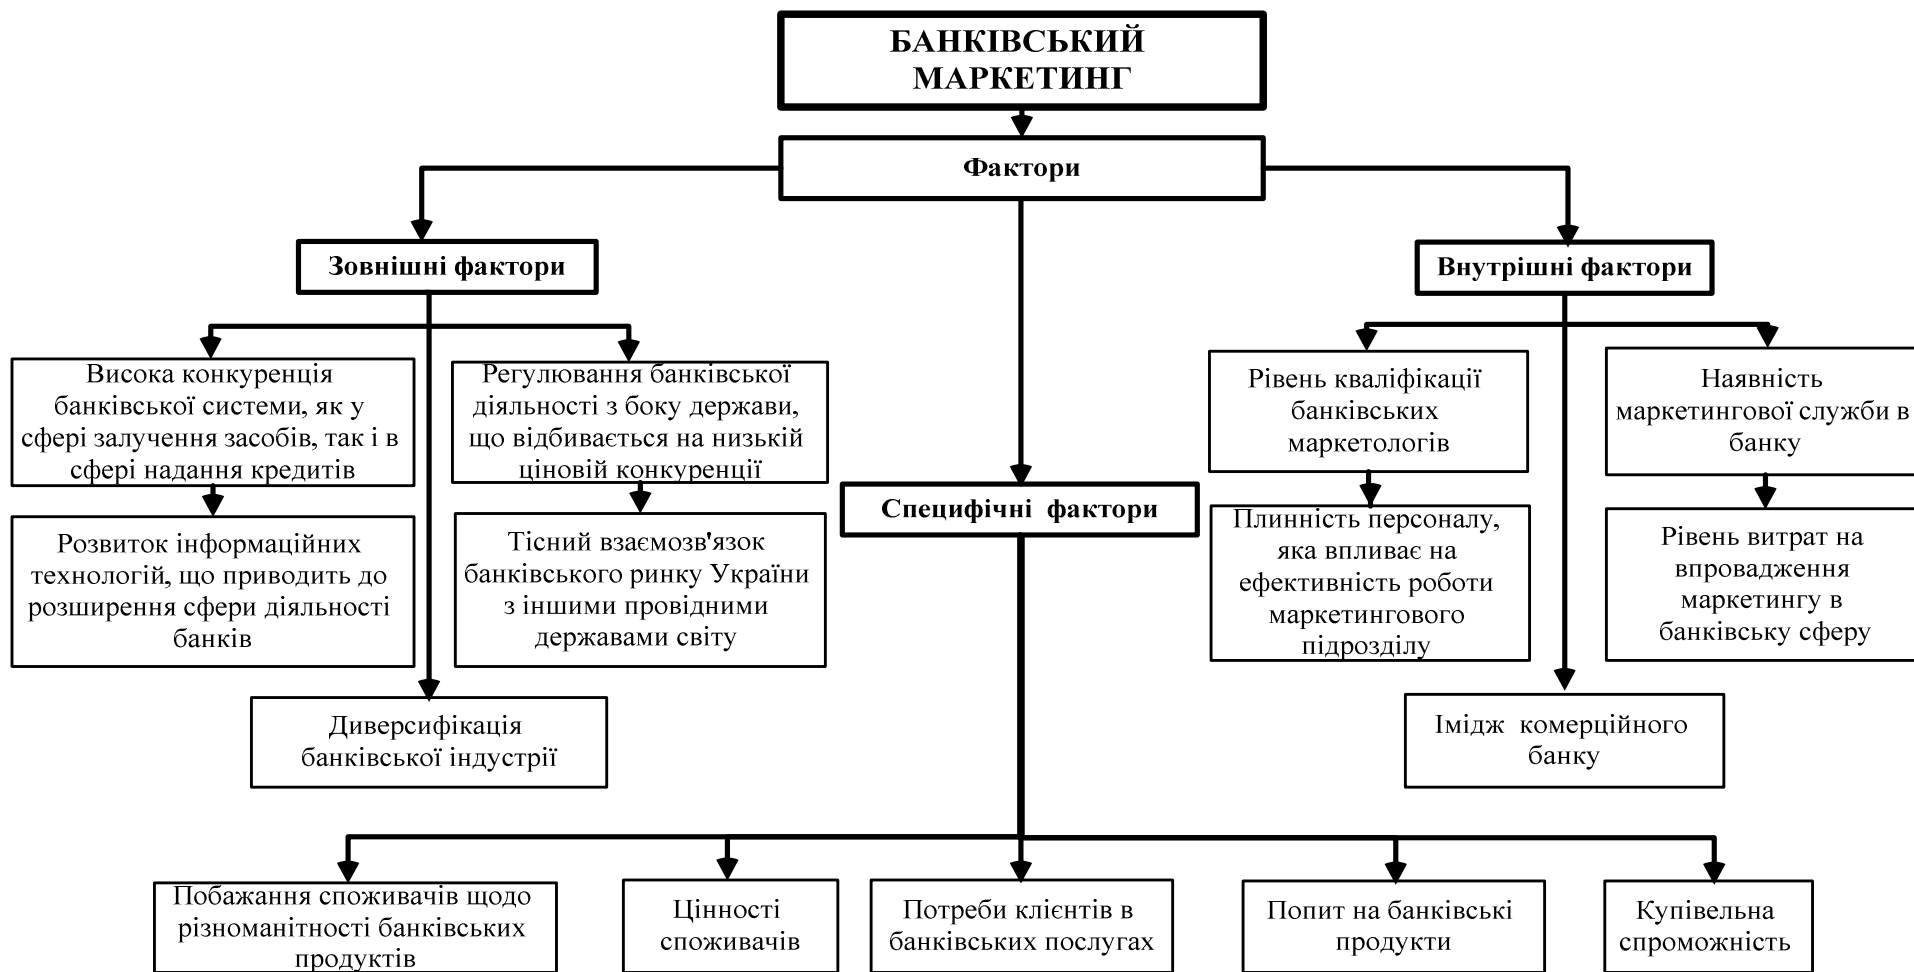 БАНКІВСЬКИЙ
МАРКЕТИНГ
Фактори
Зовнішні фактори
Внутрішні фактори
Висока конкуренція
банківської системи, як у
сфері залучення засобів, так і в
сфері надання кредитів
Регулювання банківської
діяльності з боку держави,
що відбивається на низькій
ціновій конкуренції
Рівень кваліфікації
банківських
маркетологів
Наявність
маркетингової служби в
банку
Специфічні фактори
Розвиток інформаційних
технологій, що приводить до
розширення сфери діяльності
банків
Тісний взаємозв'язок
банківського ринку України
з іншими провідними
державами світу
Плинність персоналу,
яка впливає на
ефективність роботи
маркетингового
підрозділу
Рівень витрат на
впровадження
маркетингу в
банківську сферу
Диверсифікація
банківської індустрії
Імідж комерційного
банку
Побажання споживачів щодо
різноманітності банківських
продуктів
Цінності
споживачів
Потреби клієнтів в
банківських послугах
Попит на банківські
продукти
Купівельна
спроможність